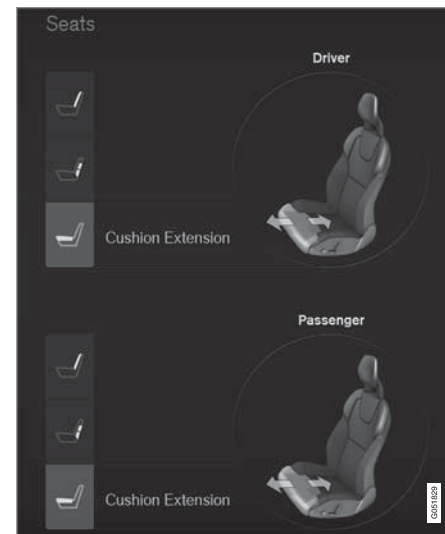 Seats
Driver
Cushion Extension
Passenger
Cushion Extension
G051829